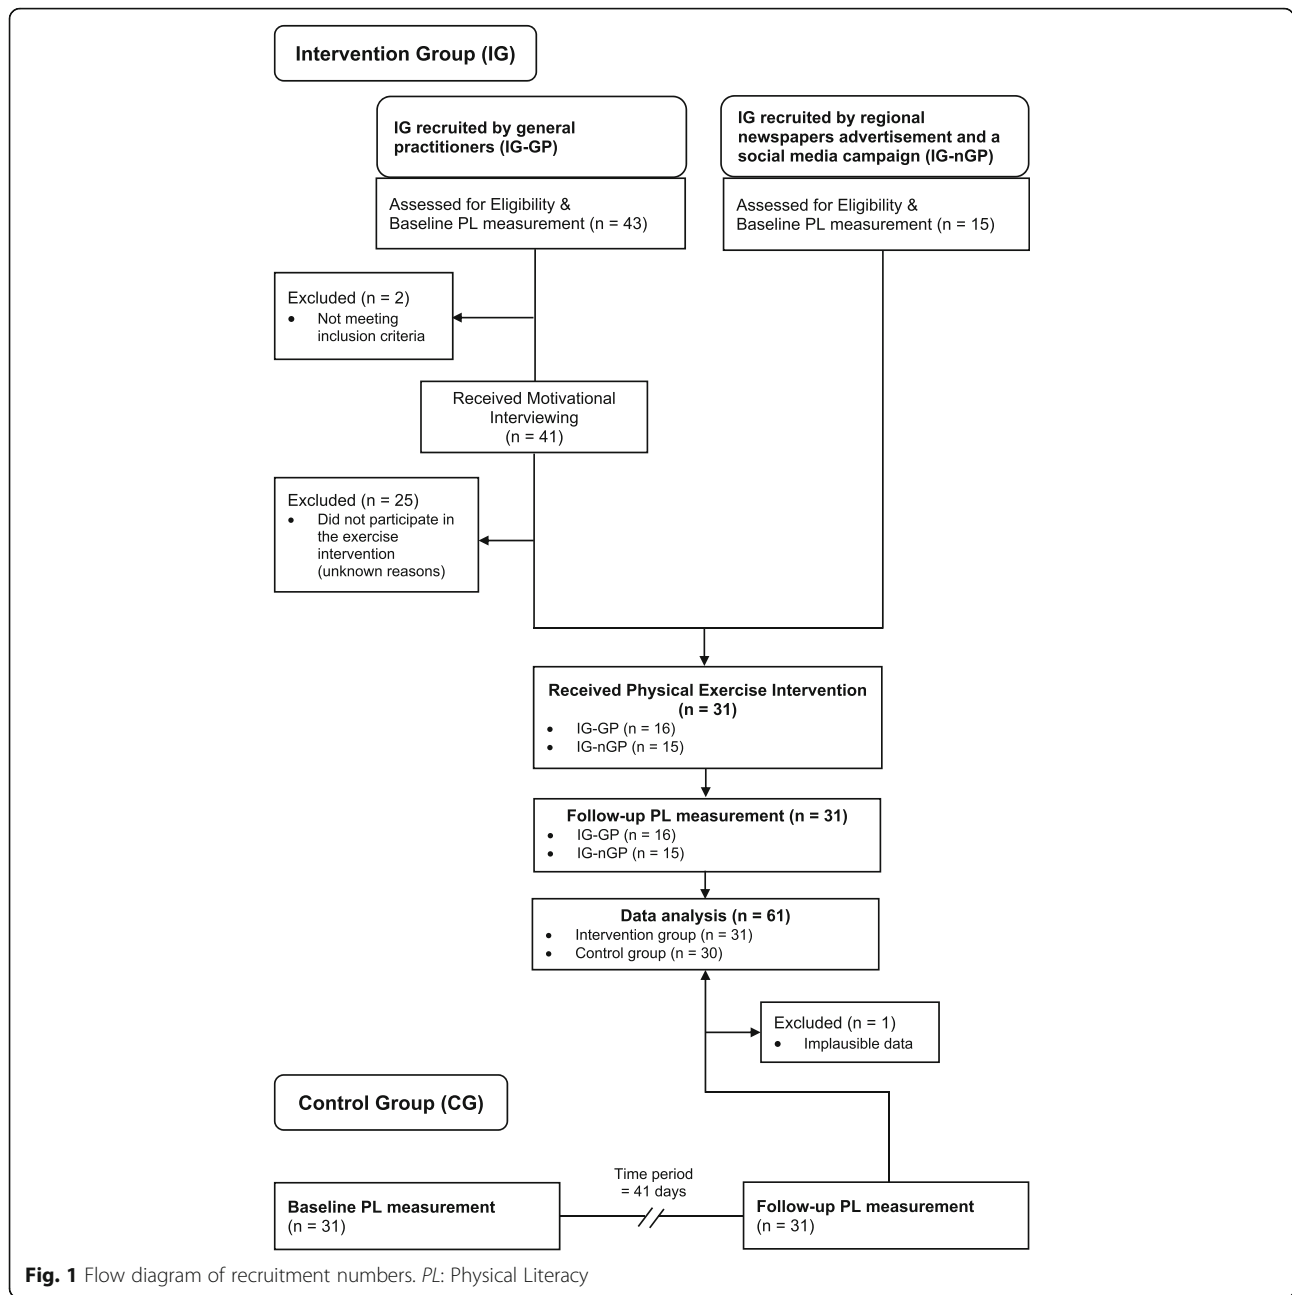 Intervention Group (IG)
IG recruited by general
practitioners (IG-GP)
IG recruited by regional
newspapers advertisement and a
social media campaign (IG-nGP)
Assessed for Eligibility &
Baseline PL measurement (n = 43)
Assessed for Eligibility &
Baseline PL measurement (n = 15)
Excluded (n = 2)
• Not meeting
inclusion criteria
Received Motivational
Interviewing
(n = 41)
Excluded (n = 25)
• Did not participate in
the exercise
intervention
(unknown reasons)
Received Physical Exercise Intervention
(n = 31)
• IG-GP (n = 16)
• IG-nGP (n = 15)
Follow-up PL measurement (n = 31)
• IG-GP (n = 16)
• IG-nGP (n = 15)
Data analysis (n = 61)
• Intervention group (n = 31)
• Control group (n = 30)
Excluded (n = 1)
• Implausible data
Control Group (CG)
Time period
= 41 days
Baseline PL measurement
(n = 31)
Follow-up PL measurement
(n = 31)
Fig. 1 Flow diagram of recruitment numbers. PL: Physical Literacy